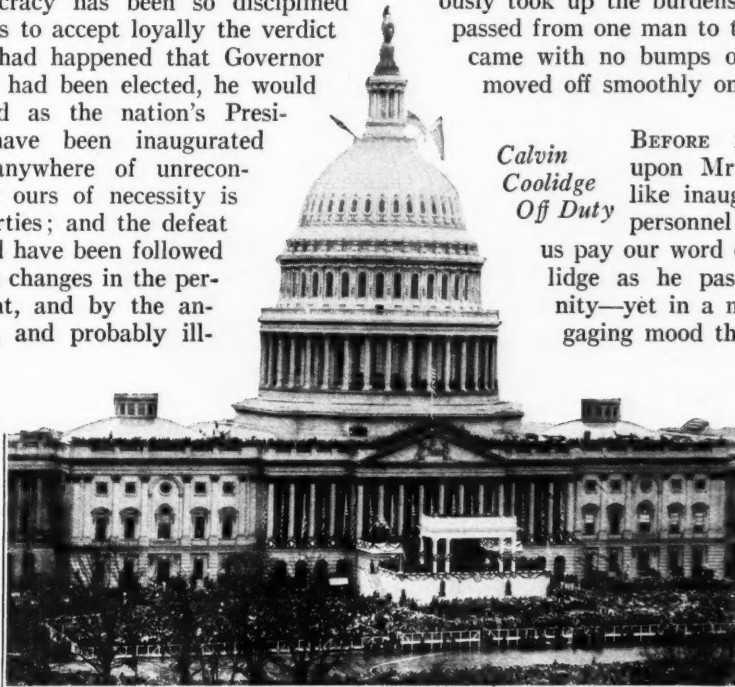 cracy has been so disciplined
s to accept loyally the verdict
had happened that Governor
had been elected, he would
d as the nation's Presi-
have been inaugurated
anywhere of unrecon-
ours of necessity is
rties; and the defeat
d have been followed
changes in the per-
nt, and by the an-
and probably ill-
ously took up the burdens
passed from one man to t
came with no bumps o
moved off smoothly on
Calvin
Coolidge
Off Duty
BEFORE
upon Mr
like inaug
personnel
us pay our word
lidge as he pas
nity—yet in a m
gaging mood th